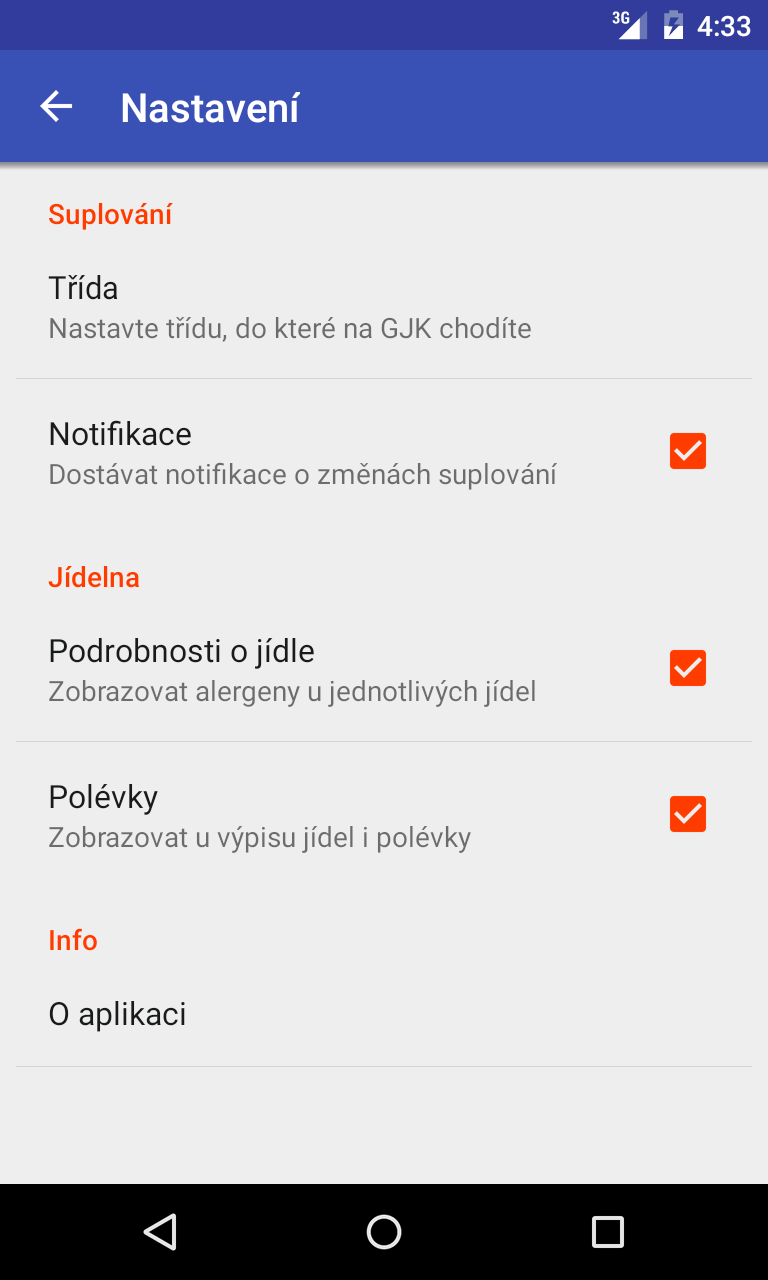 3G 4:33
Nastavení
Suplování
Třída
Nastavte třídu, do které na GJK chodíte
Notifikace
Dostávat notifikace o změnách suplování
Jídelna
Podrobnosti o jídle
Zobrazovat alergeny u jednotlivých jídel
Polévky
Zobrazovat u výpisu jídel i polévky
Info
O aplikaci